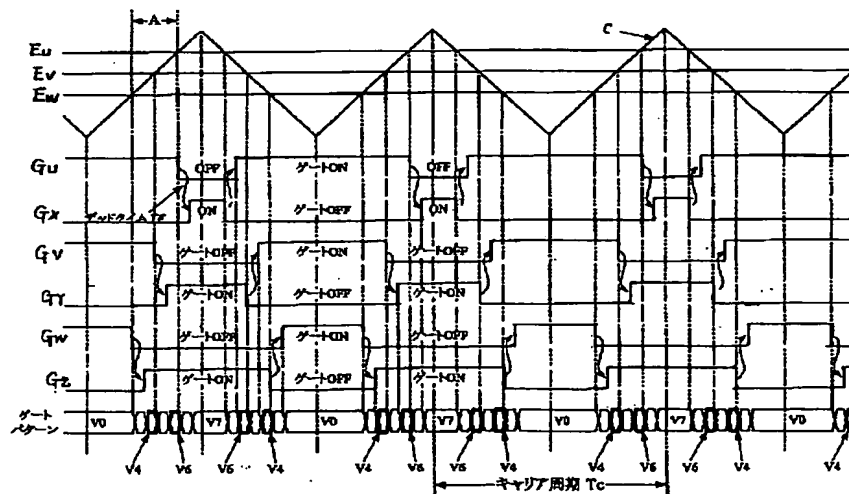 A
C
Eu
Ev
Ew
Gu OFF ゲートON OFF
デッドタイムTd
Gx ON ゲートOFF ON
Gv ゲートOFF ゲートON ゲートOFF
GY ゲートON ゲートOFF ゲートON
GW ゲートOFF ゲートON ゲートOFF
GZ ゲートON ゲートOFF ゲートON
ゲート
パターン V0 V7 V0 V7 V0 V7 V0
V4 V6 V4 V4 V6 V4 V4 V6 V6 V4 V4
キャリア周期 Tc